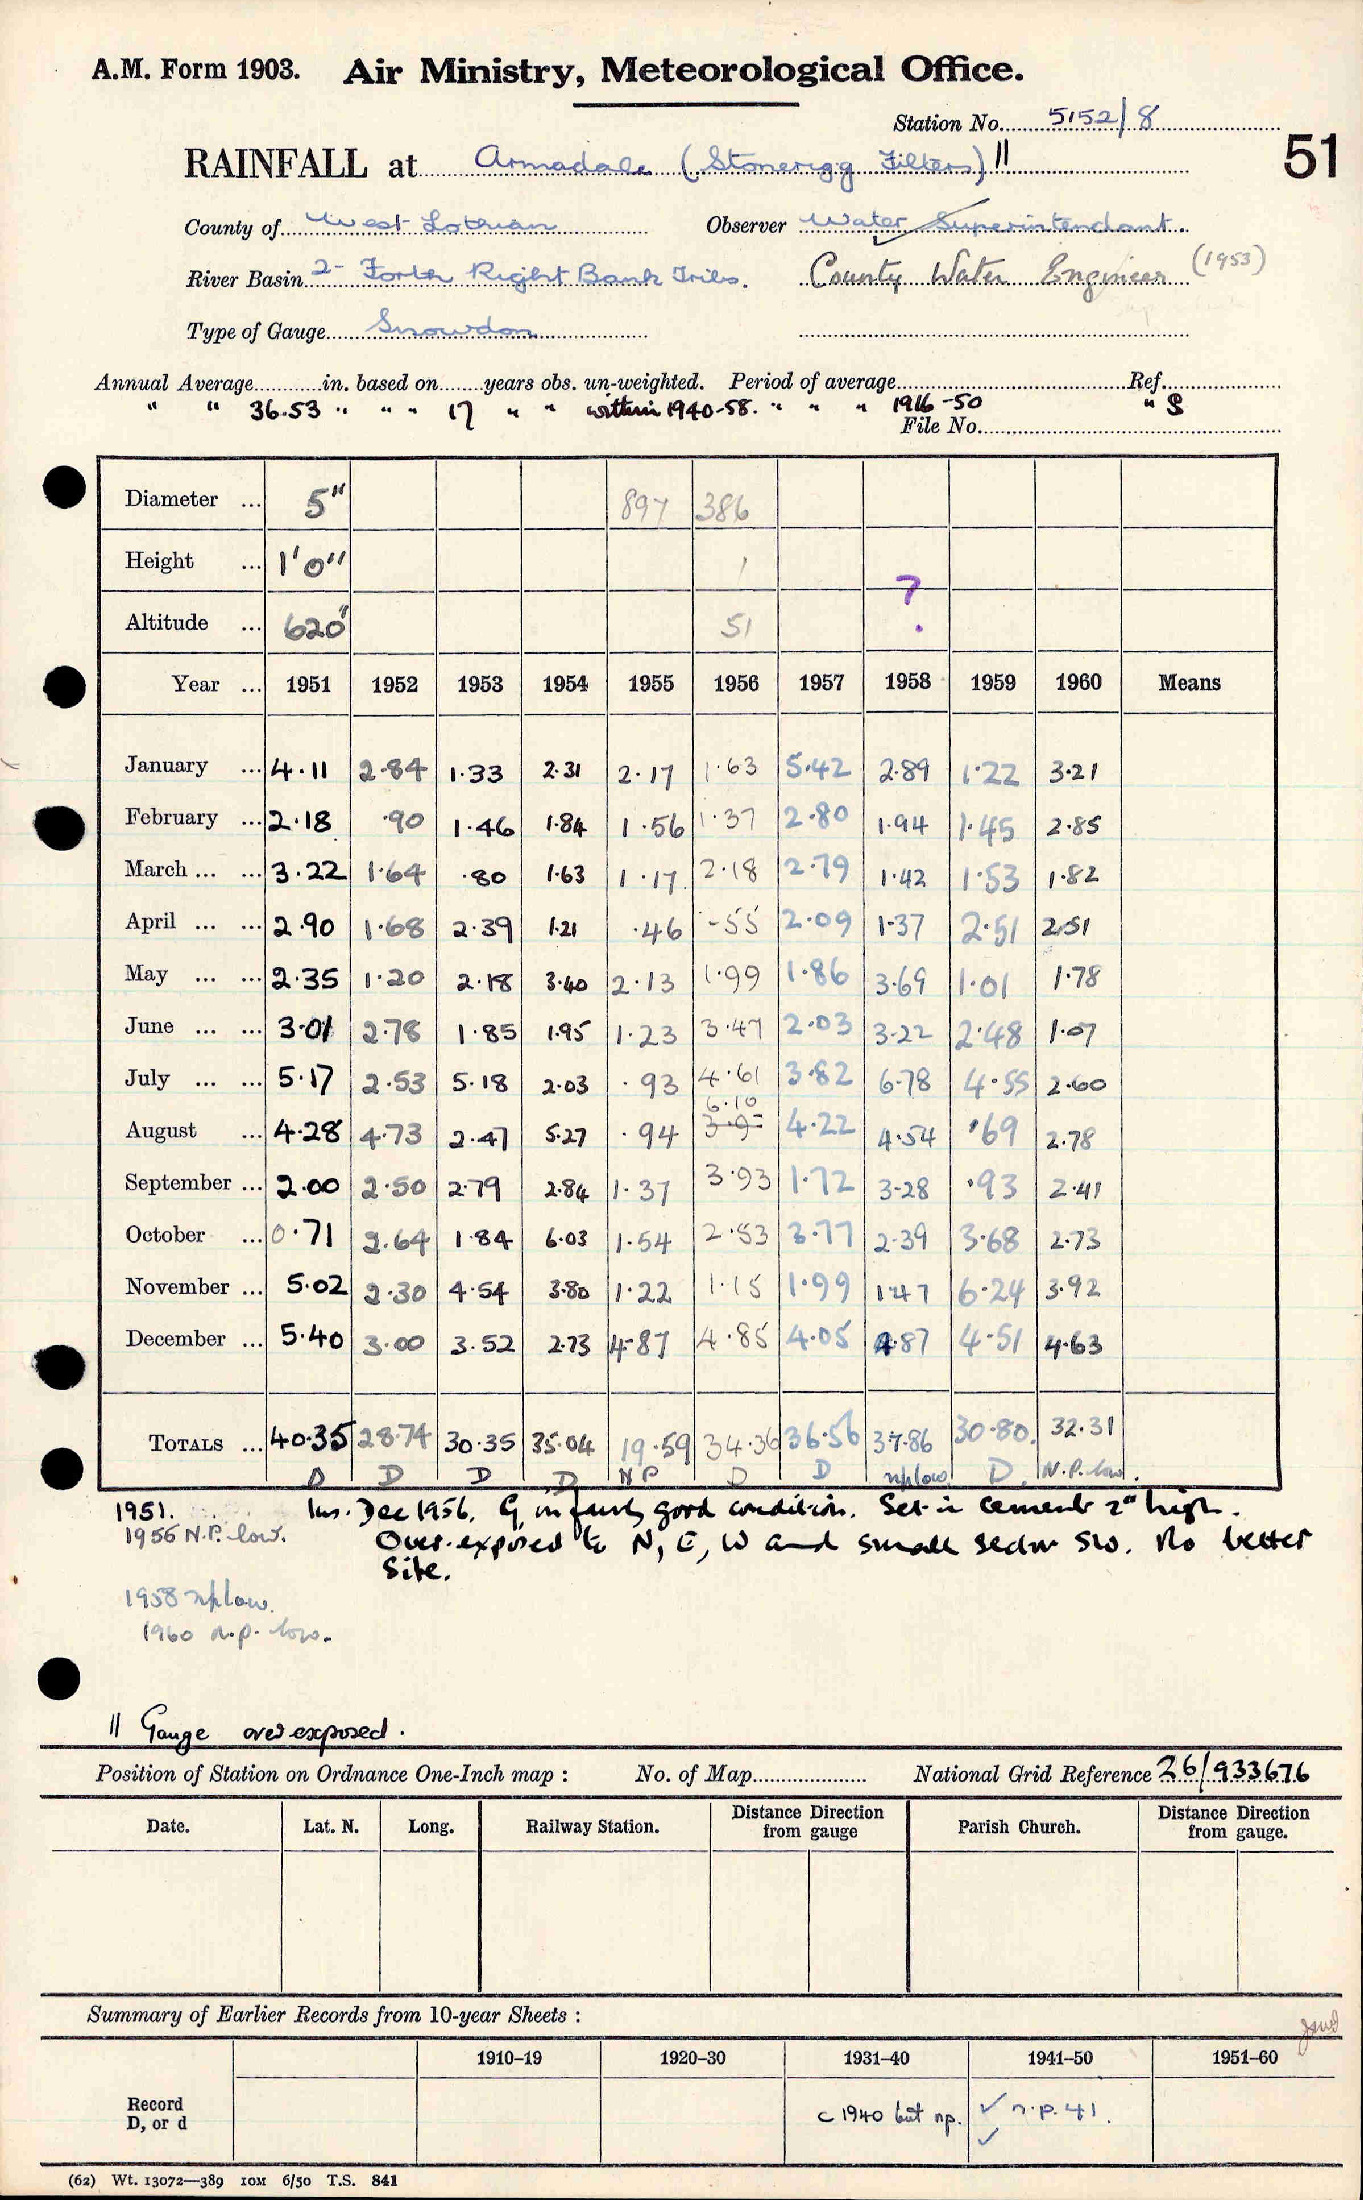 A.M. Form 1903. Air Ministry, Meteorological Office.
Station No. 5152/8
RAINFALL at Armadale (Stonerigg Filters) ||
51
County of West Lothian Observer Water Superintendant.
River Basin 2- Forth Right Bank Tribs. County Water Engineer (1953)
Type of Gauge Snowdon
Annual Average in. based on years obs. un-weighted. Period of average Ref.
" " 36.53 " " " 17 " " within 1940-58. " " " 1916-50 " S
File No.
Diameter ... 5" 897 386
Height ... 1'0" 1
Altitude ... 620" 51 ?
Year ... 1951 1952 1953 1954 1955 1956 1957 1958 1959 1960 Means
January ... 4.11 2.84 1.33 2.31 2.17 1.63 5.42 2.89 1.22 3.21
February ... 2.18 .90 1.46 1.84 1.56 1.37 2.80 1.94 1.45 2.85
March ... ... 3.22 1.64 .80 1.63 1.17 2.18 2.79 1.42 1.53 1.82
April ... ... 2.90 1.68 2.39 1.21 .46 .55 2.09 1.37 2.51 2.51
May ... ... 2.35 1.20 2.18 3.40 2.13 1.99 1.86 3.69 1.01 1.78
June ... ... 3.01 2.78 1.85 1.95 1.23 3.47 2.03 3.22 2.48 1.07
July ... ... 5.17 2.53 5.18 2.03 .93 4.61 3.82 6.78 4.55 2.60
August ... 4.28 4.73 2.47 5.27 .94 6.10 4.22 4.54 .69 2.78
September ... 2.00 2.50 2.79 2.84 1.37 3.93 1.72 3.28 .93 2.41
October ... 0.71 2.64 1.84 6.03 1.54 2.53 3.77 2.39 3.68 2.73
November ... 5.02 2.30 4.54 3.80 1.22 1.15 1.99 1.47 6.24 3.92
December ... 5.40 3.00 3.52 2.73 4.87 4.85 4.05 4.87 4.51 4.63
TOTALS ... 40.35 28.74 30.35 35.04 19.59 34.36 36.56 37.86 30.80. 32.31
D D D D NP D D nplow D. N.P. low.
1951. Ins. Dec 1956. G. in fairly good condition. Set in cement 2" high.
1955 N.P. low. Over-exposed to N, E, W and small sector SW. No better
Site.
1958 nplow.
1960 n.p. low.
|| Gauge over exposed.
Position of Station on Ordnance One-Inch map : No. of Map National Grid Reference 26/933676
Date. Lat. N. Long. Railway Station. Distance Direction from gauge Parish Church. Distance Direction from gauge.
Summary of Earlier Records from 10-year Sheets :
1910–19 1920–30 1931–40 1941–50 1951–60
Record
D, or d
c 1940 but np. ✓ n.p. 41.
✓
(62) Wt. 13072—389 10M 6/50 T.S. 841